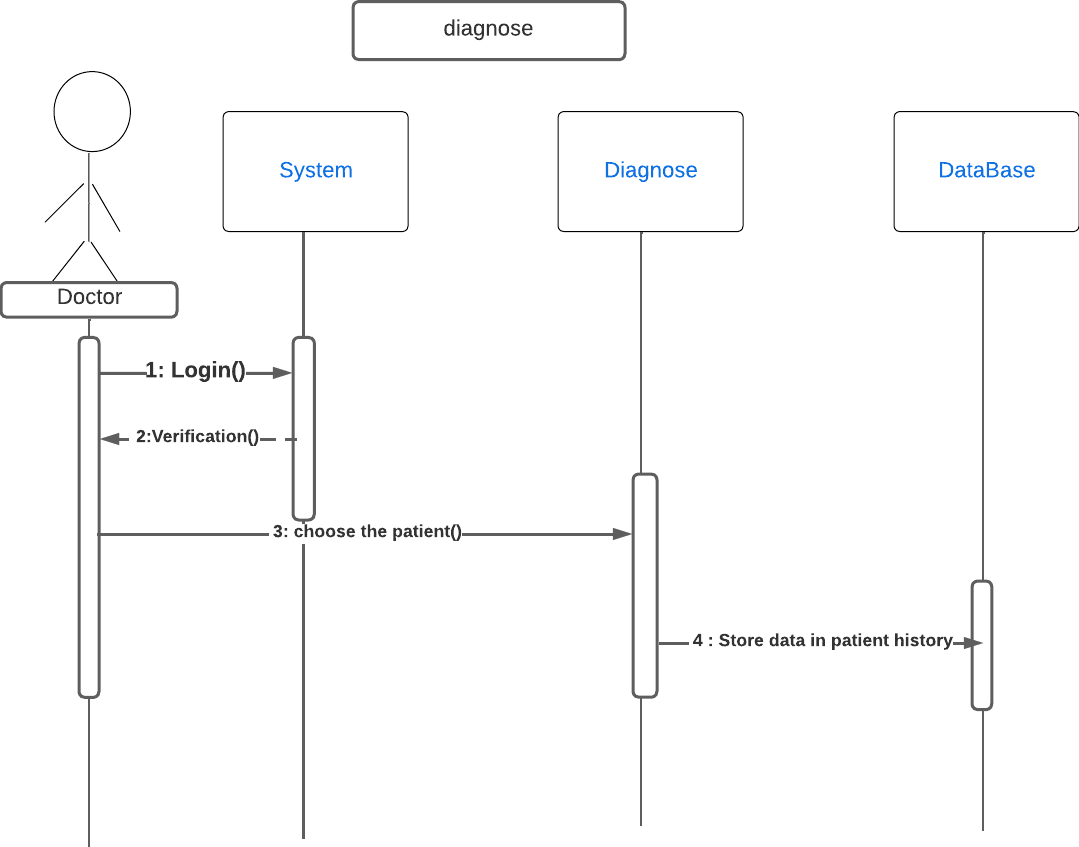 diagnose
System
Diagnose
DataBase
Doctor
1: Login()
2:Verification()
3: choose the patient()
4 : Store data in patient history